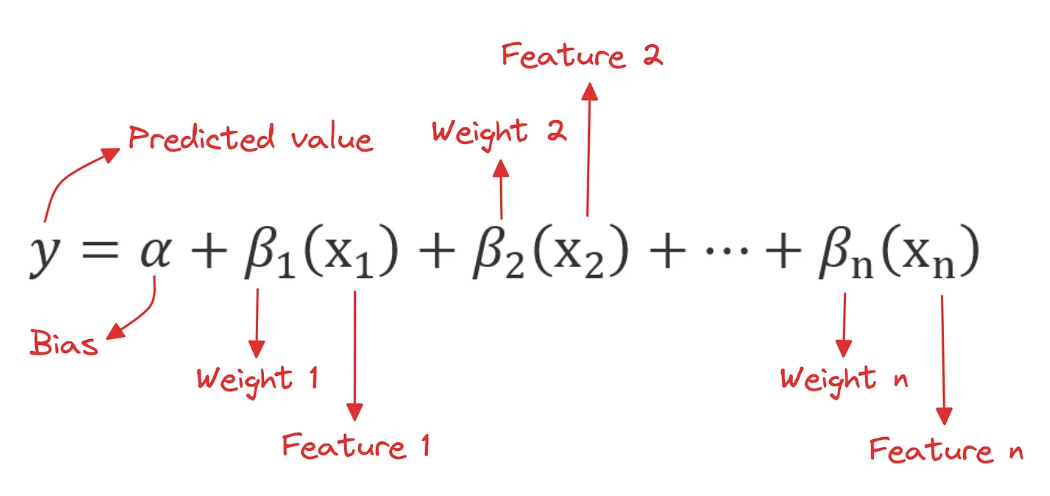 Feature 2
Predicted value
Weight 2
y = α + β₁(x₁) + β₂(x₂) + ⋯ + βₙ(xₙ)
Bias
Weight 1
Weight n
Feature 1
Feature n